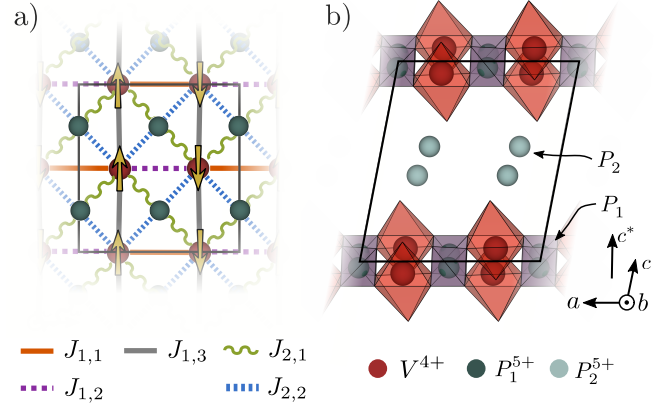 a)
J₁,₁
J₁,₃
J₂,₁
J₁,₂
J₂,₂
b)
P₂
P₁
c*
c
a
b
V⁴⁺
P₁⁵⁺
P₂⁵⁺